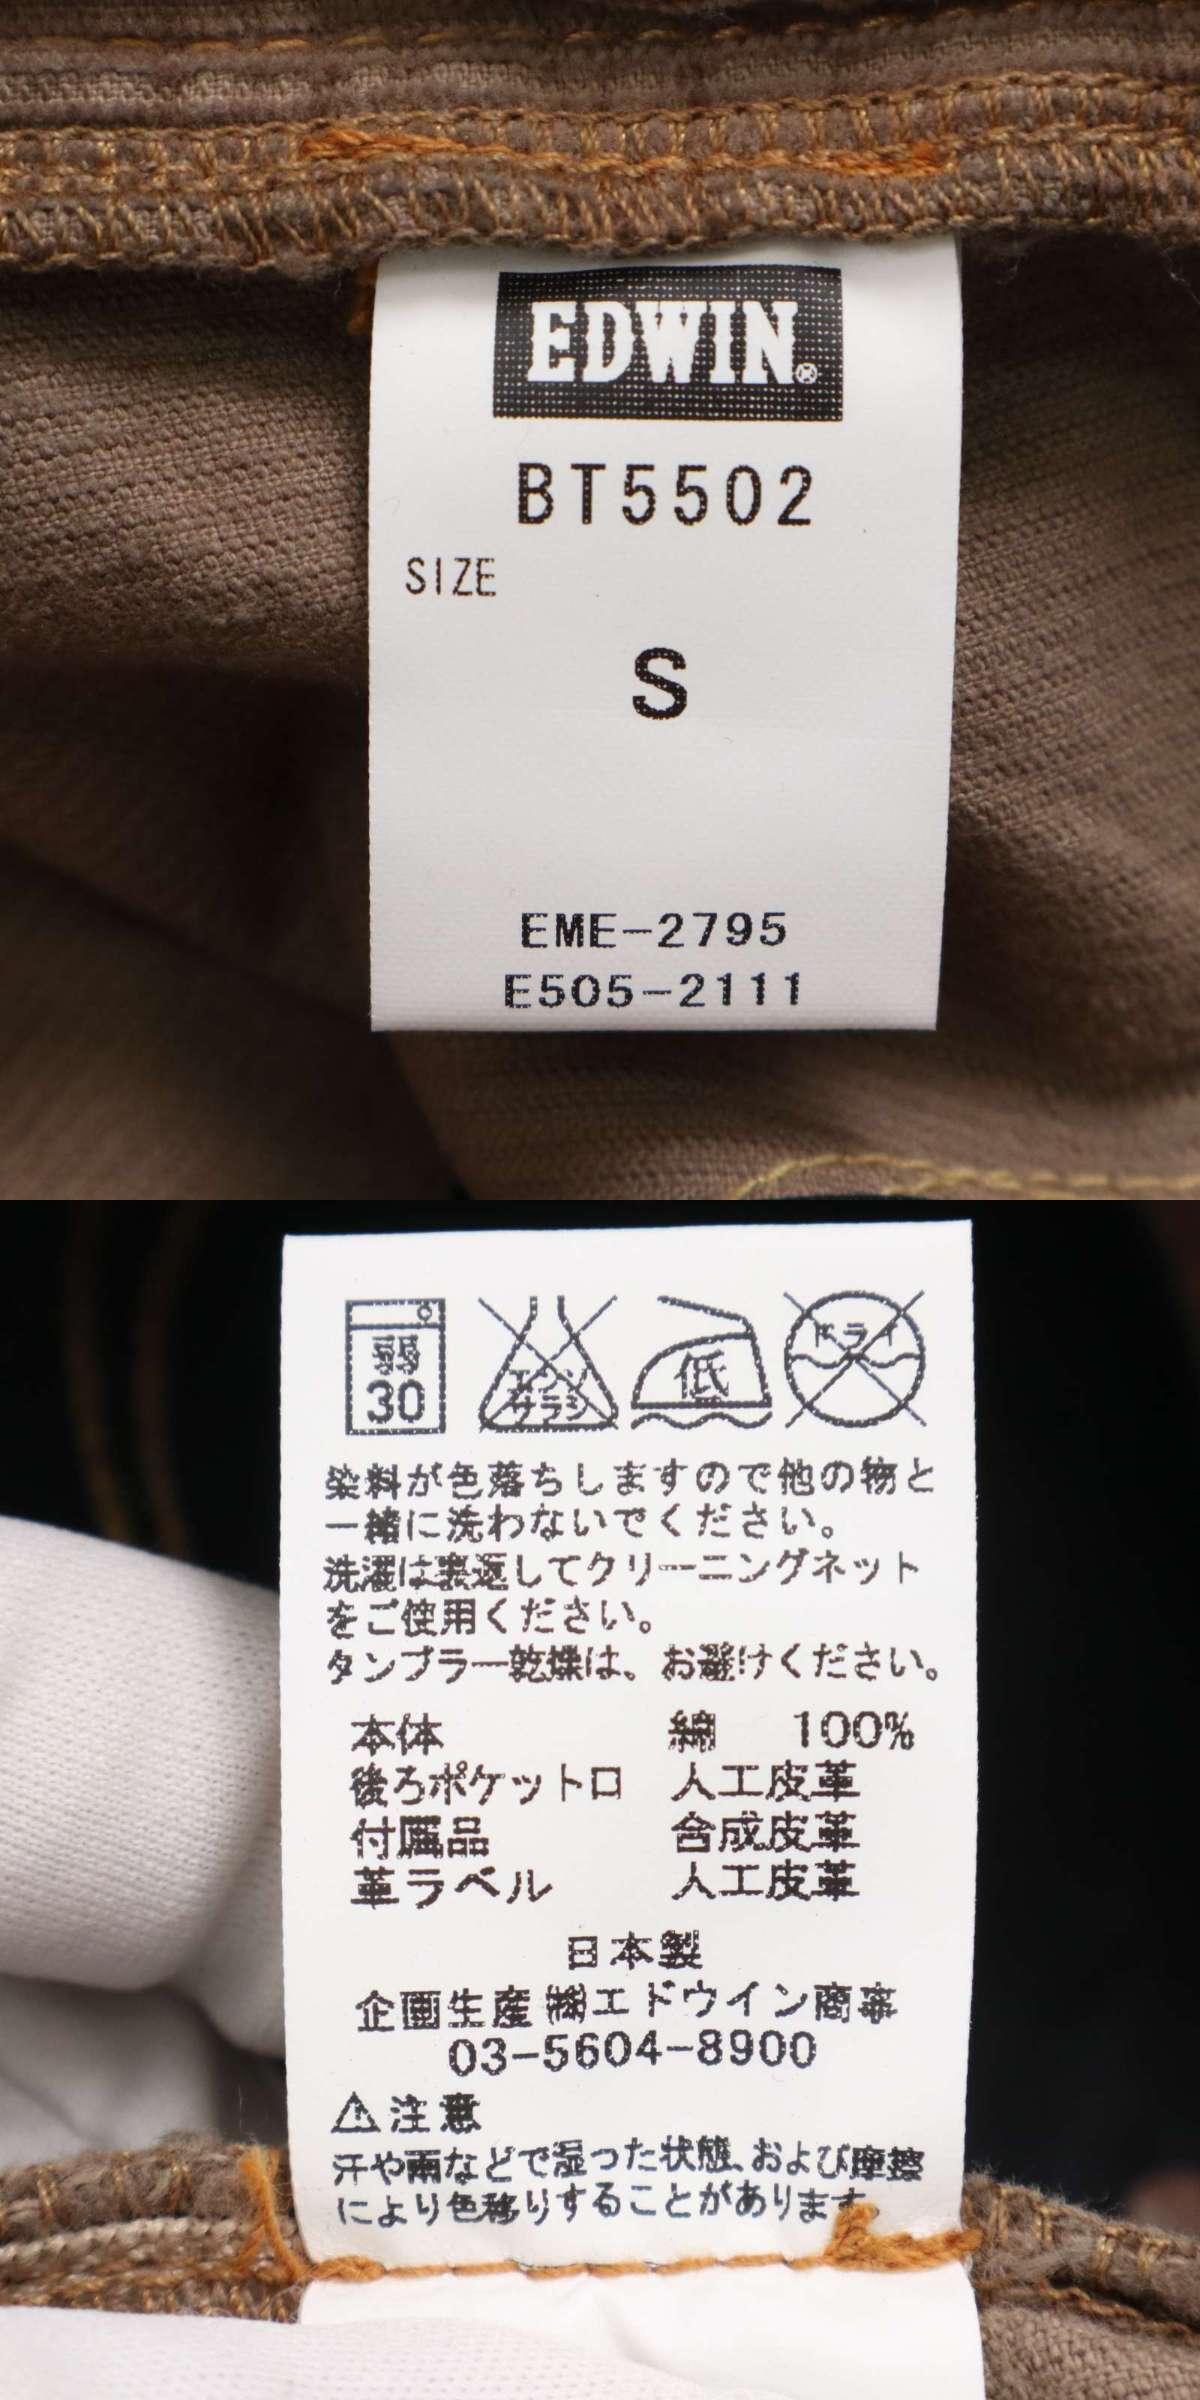 EDWIN®
BT5502
SIZE
S
EME-2795
E505-2111
弱
30
エンソ
サラシ
低
ドライ
染料が色落ちしますので他の物と
一緒に洗わないでください。
洗濯は裏返してクリーニングネット
をご使用ください。
タンブラー乾燥は、お避けください。
本体 綿 100%
後ろポケット口 人工皮革
付属品 合成皮革
革ラベル 人工皮革
日本製
企画生産㈱エドウイン商事
03-5604-8900
⚠注意
汗や雨などで湿った状態、および摩擦
により色移りすることがあります